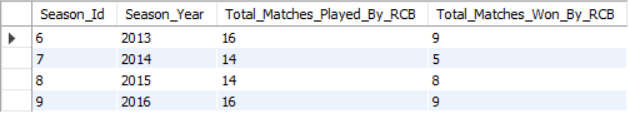 Season_Id Season_Year Total_Matches_Played_By_RCB Total_Matches_Won_By_RCB
6 2013 16 9
7 2014 14 5
8 2015 14 8
9 2016 16 9